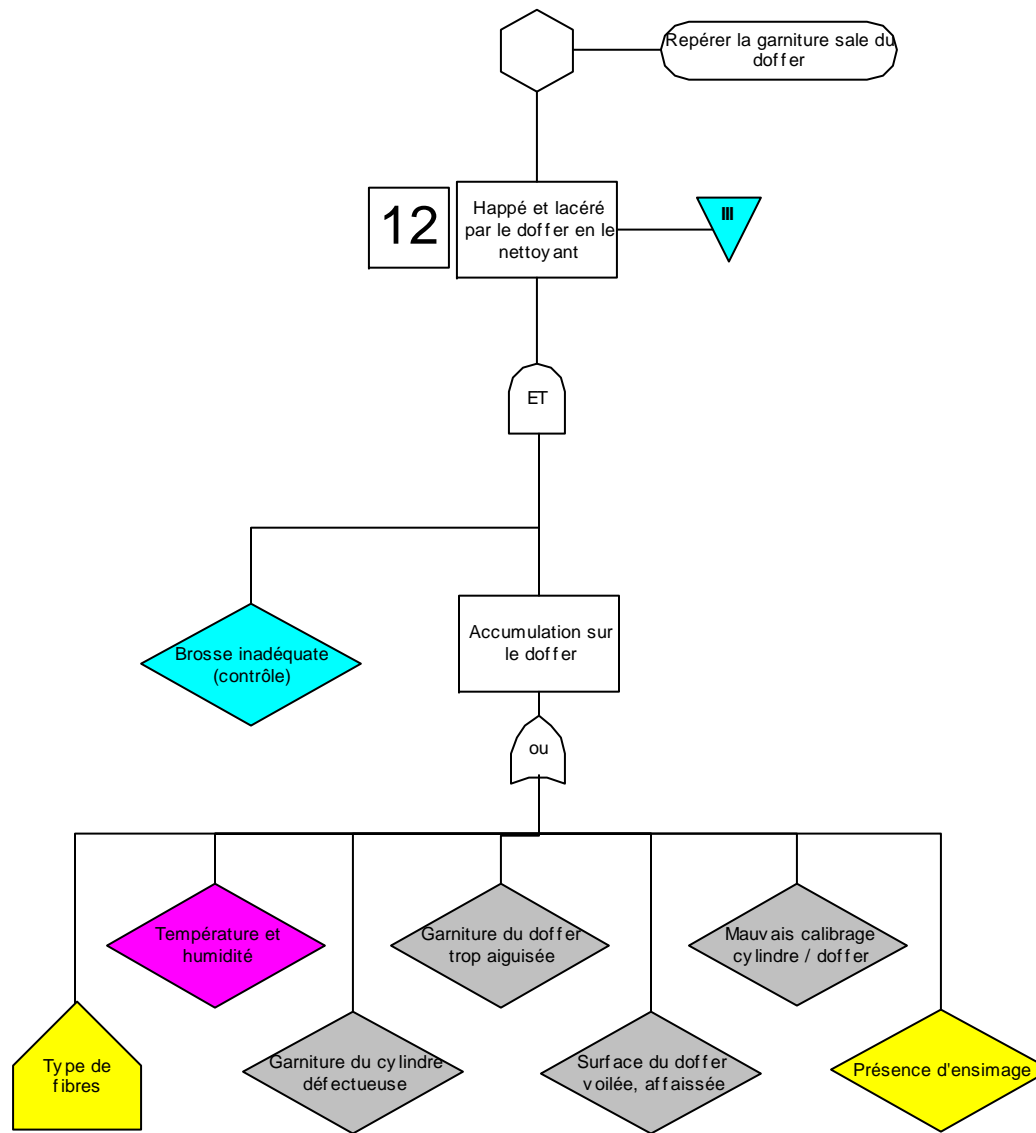 Repérer la garniture sale du
doffer
12
Happé et lacéré
par le doffer en le
nettoyant
III
ET
Brosse inadéquate
(contrôle)
Accumulation sur
le doffer
ou
Température et
humidité
Garniture du doffer
trop aiguisée
Mauvais calibrage
cylindre / doffer
Type de
fibres
Garniture du cylindre
défectueuse
Surface du doffer
voilée, affaissée
Présence d'ensimage